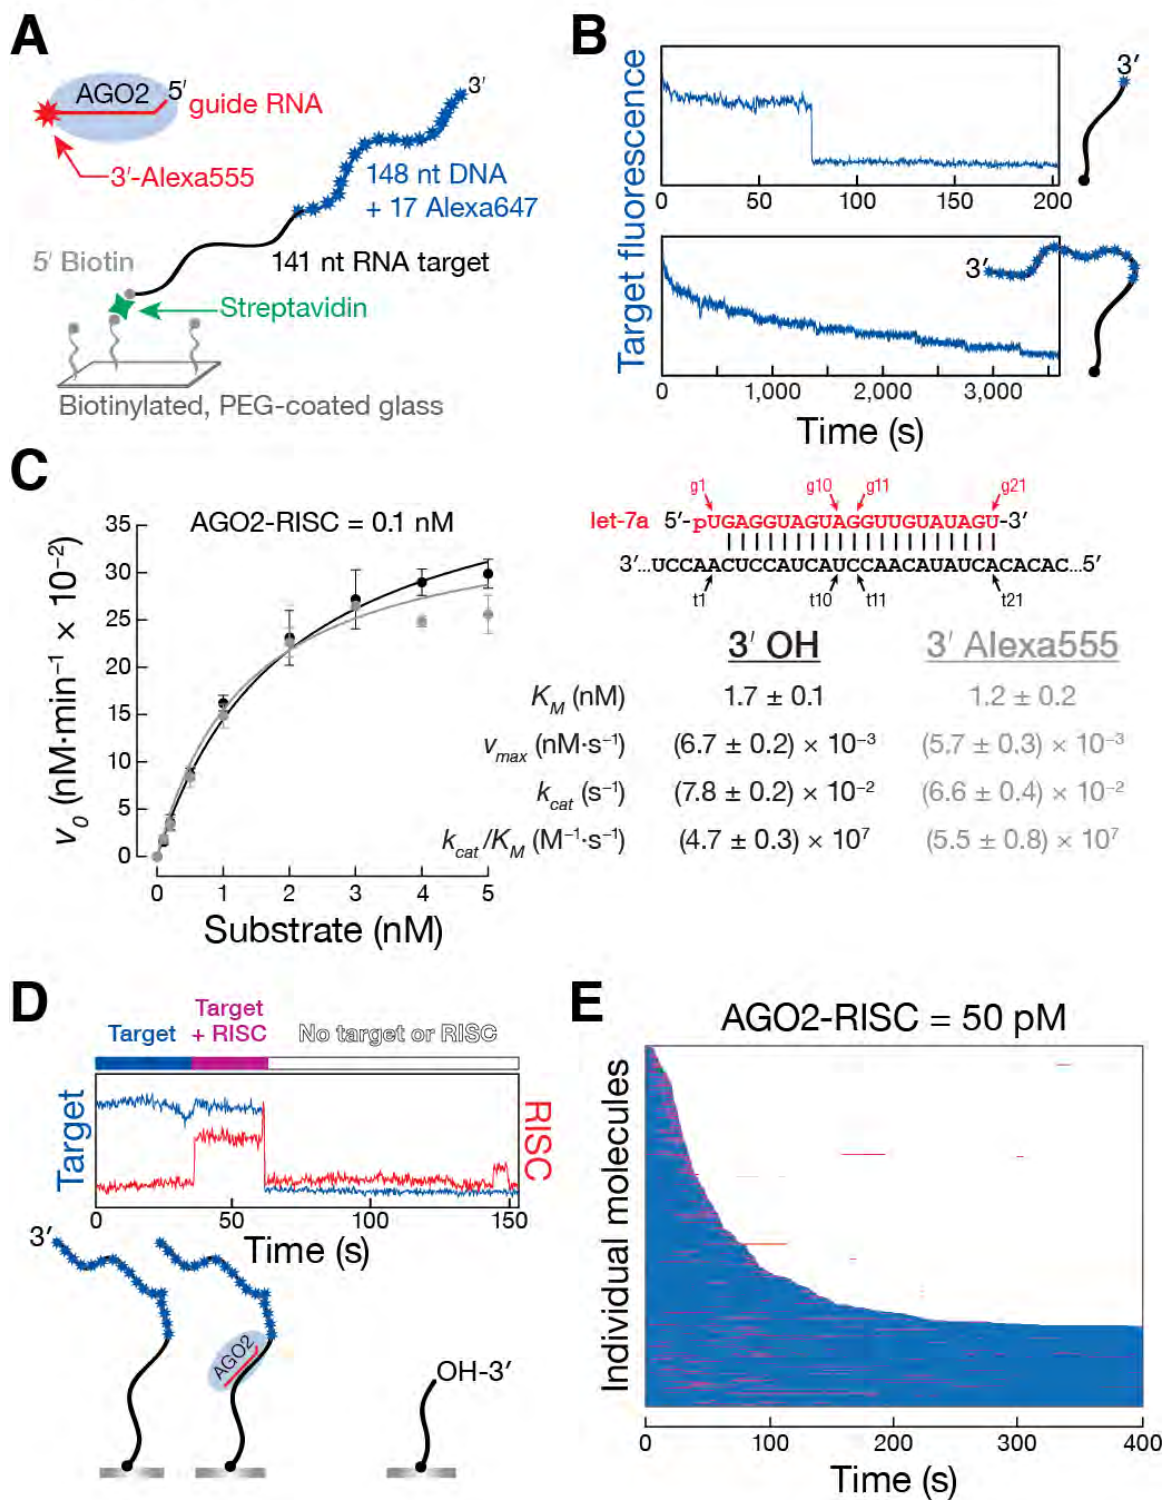 A
AGO2
5′
guide RNA
3′-Alexa555
3′
148 nt DNA
+ 17 Alexa647
5′ Biotin
141 nt RNA target
Streptavidin
Biotinylated, PEG-coated glass
B
Target fluorescence
3′
0 50 100 150 200
3′
0 1,000 2,000 3,000
Time (s)
C
AGO2-RISC = 0.1 nM
v0 (nM·min−1 × 10−2)
35
30
25
20
15
10
5
0
0 1 2 3 4 5
Substrate (nM)
g1 g10 g11 g21
let-7a 5′-pUGAGGUAGUAGGUUGUAUAGU-3′
3′...UCCAACUCCAUCAUCCAACAUAUCACACAC...5′
t1 t10 t11 t21
3′ OH 3′ Alexa555
KM (nM) 1.7 ± 0.1 1.2 ± 0.2
vmax (nM·s−1) (6.7 ± 0.2) × 10−3 (5.7 ± 0.3) × 10−3
kcat (s−1) (7.8 ± 0.2) × 10−2 (6.6 ± 0.4) × 10−2
kcat/KM (M−1·s−1) (4.7 ± 0.3) × 107 (5.5 ± 0.8) × 107
D
Target
Target
+ RISC
No target or RISC
Target
RISC
0 50 100 150
Time (s)
3′
AGO2
OH-3′
E
AGO2-RISC = 50 pM
Individual molecules
0 100 200 300 400
Time (s)